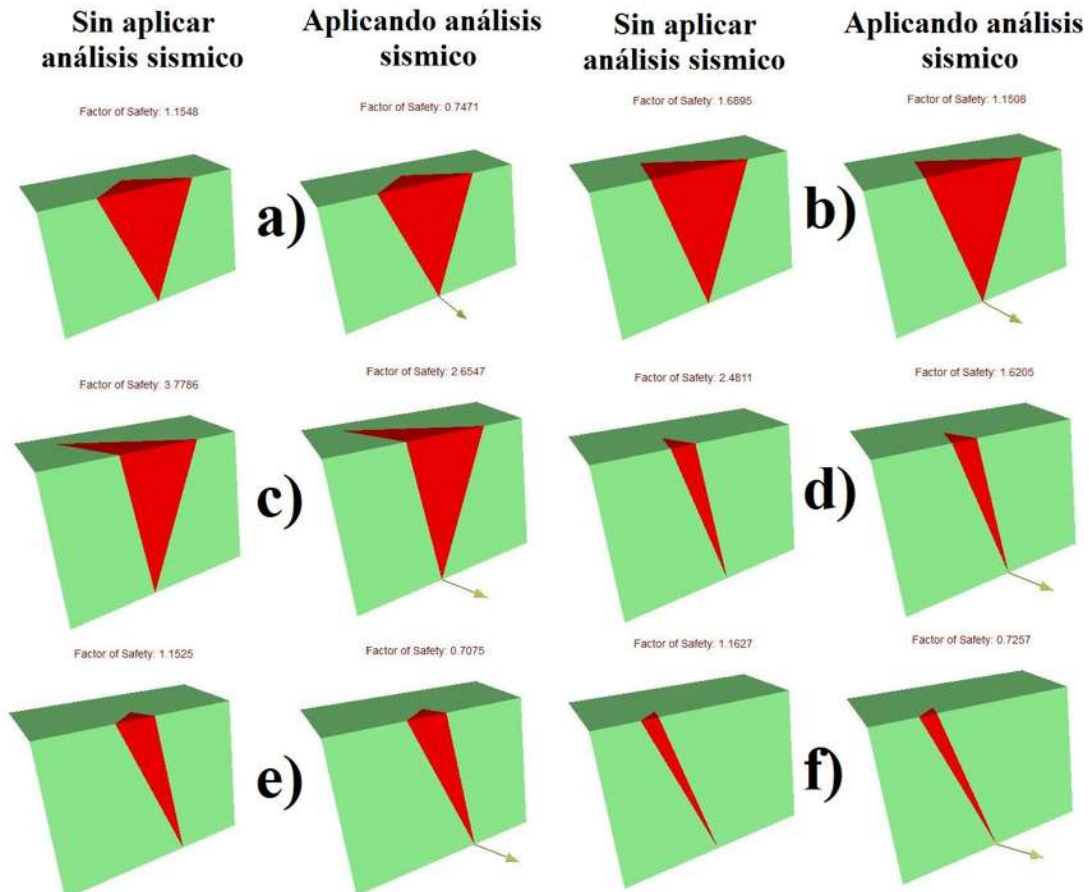 Sin aplicar
análisis sismico
Aplicando análisis
sismico
Sin aplicar
análisis sismico
Aplicando análisis
sismico
Factor of Safety: 1.1548
Factor of Safety: 0.7471
Factor of Safety: 1.6895
Factor of Safety: 1.1508
a)
b)
Factor of Safety: 3.7786
Factor of Safety: 2.6547
Factor of Safety: 2.4811
Factor of Safety: 1.6205
c)
d)
Factor of Safety: 1.1525
Factor of Safety: 0.7075
Factor of Safety: 1.1627
Factor of Safety: 0.7257
e)
f)